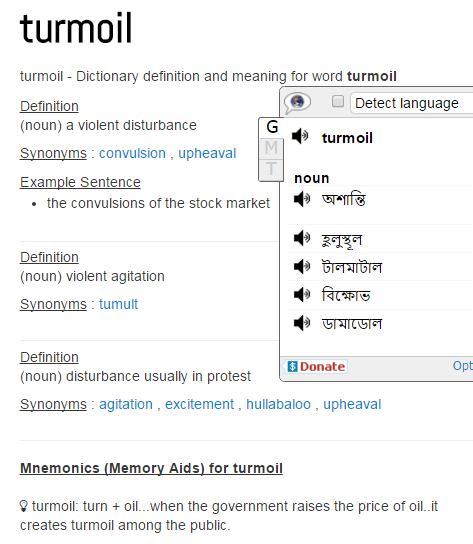 turmoil
turmoil - Dictionary definition and meaning for word turmoil
Definition
(noun) a violent disturbance
Synonyms : convulsion , upheaval
Example Sentence
• the convulsions of the stock market
Definition
(noun) violent agitation
Synonyms : tumult
Definition
(noun) disturbance usually in protest
Synonyms : agitation , excitement , hullabaloo , upheaval
Mnemonics (Memory Aids) for turmoil
turmoil: turn + oil...when the government raises the price of oil..it
creates turmoil among the public.
Detect language
G
M
T
turmoil
noun
অশান্তি
হুলুস্থূল
টালমাটাল
বিক্ষোভ
ডামাডোল
Donate
Opt